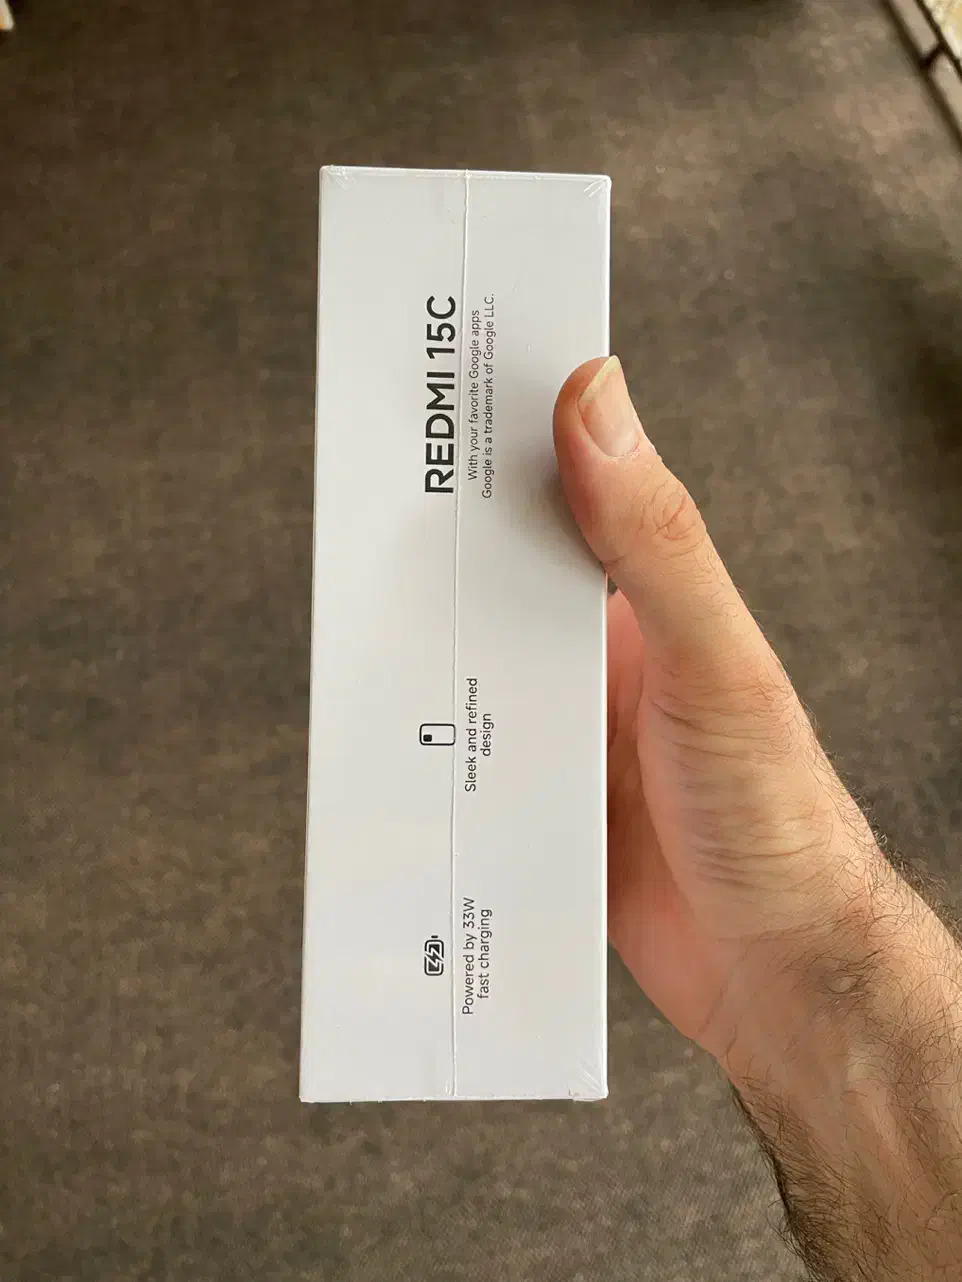 REDMI 15C
With your favorite Google apps
Google is a trademark of Google LLC.
Sleek and refined
design
Powered by 33W
fast charging